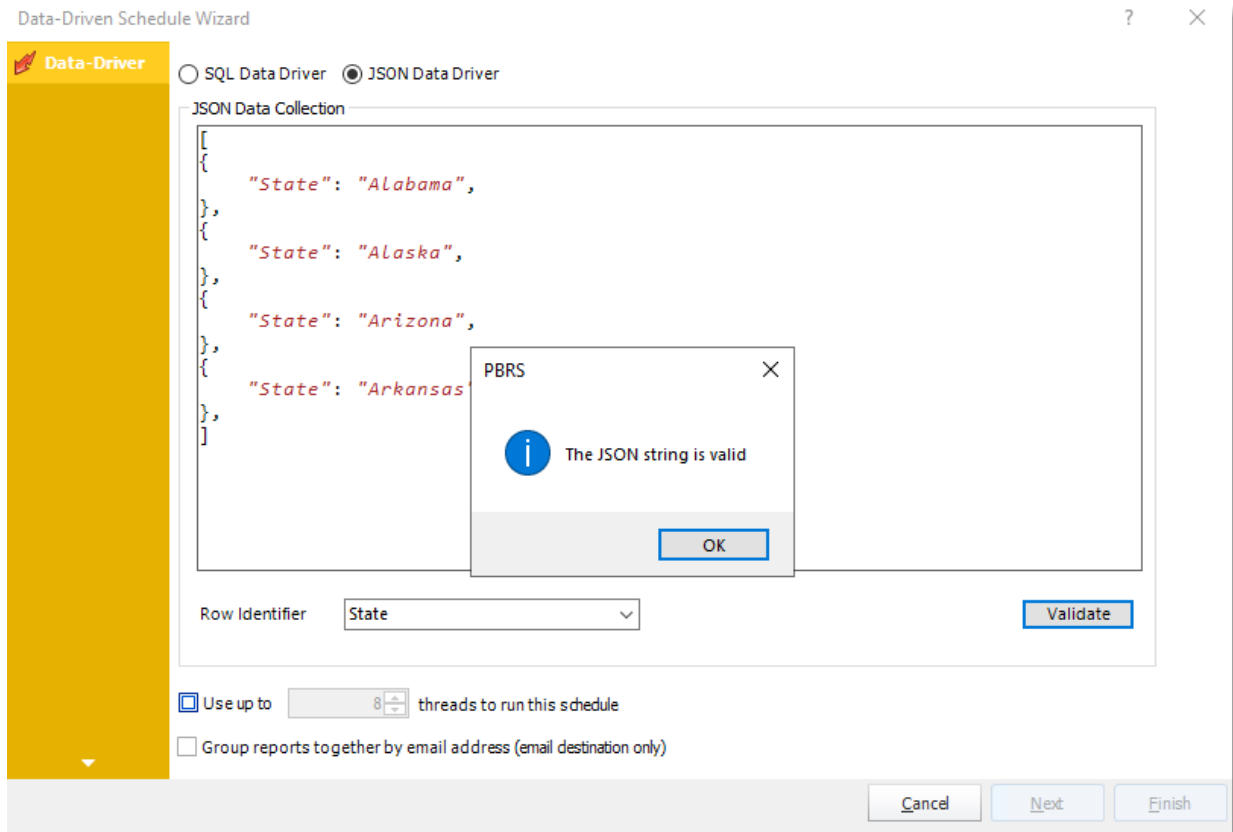 Data-Driven Schedule Wizard
?
Data-Driver
SQL Data Driver JSON Data Driver
JSON Data Collection
[
{
"State": "Alabama",
},
{
"State": "Alaska",
},
{
"State": "Arizona",
},
{
"State": "Arkansas"
},
]
PBRS
i
The JSON string is valid
OK
Row Identifier State Validate
Use up to 8 threads to run this schedule
Group reports together by email address (email destination only)
Cancel Next Finish